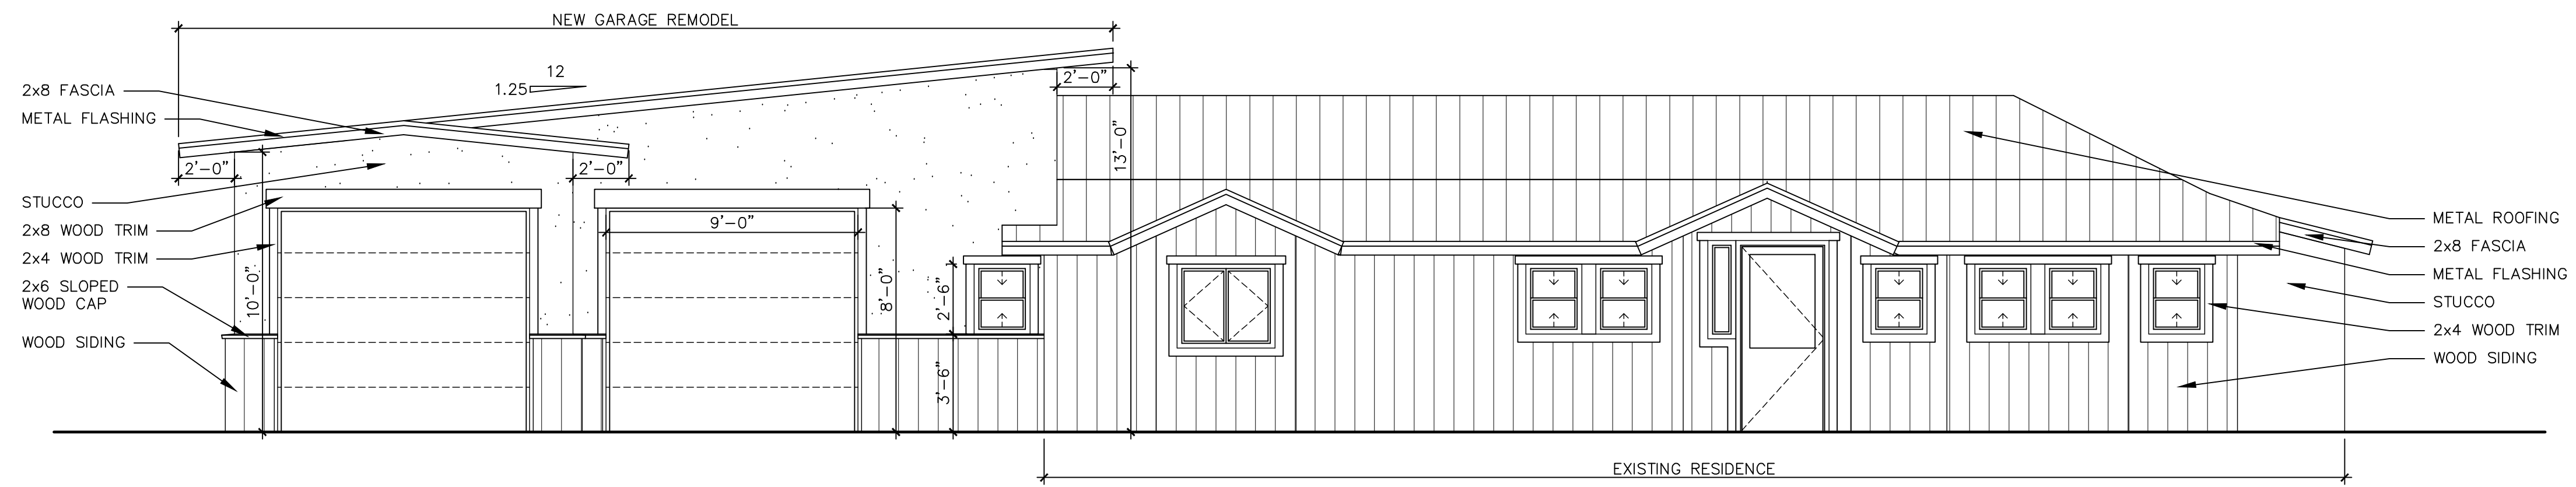 NEW GARAGE REMODEL
12
1.25
2x8 FASCIA
METAL FLASHING
STUCCO
2x8 WOOD TRIM
2x4 WOOD TRIM
2x6 SLOPED
WOOD CAP
WOOD SIDING
2'-0"
10'-0"
2'-0"
9'-0"
8'-0"
2'-6"
3'-6"
2'-0"
13'-0"
METAL ROOFING
2x8 FASCIA
METAL FLASHING
STUCCO
2x4 WOOD TRIM
WOOD SIDING
EXISTING RESIDENCE